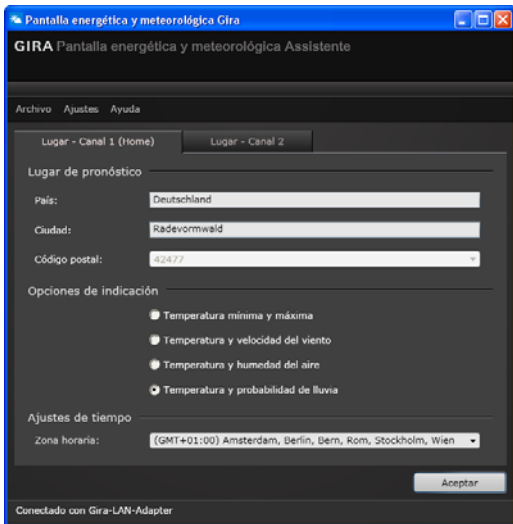 Pantalla energética y meteorológica Gira
GIRA Pantalla energética y meteorológica Assistente
Archivo Ajustes Ayuda
Lugar - Canal 1 (Home) Lugar - Canal 2
Lugar de pronóstico
País: Deutschland
Ciudad: Radevormwald
Código postal: 42477
Opciones de indicación
Temperatura mínima y máxima
Temperatura y velocidad del viento
Temperatura y humedad del aire
Temperatura y probabilidad de lluvia
Ajustes de tiempo
Zona horaria: (GMT+01:00) Amsterdam, Berlin, Bern, Rom, Stockholm, Wien
Aceptar
Conectado con Gira-LAN-Adapter